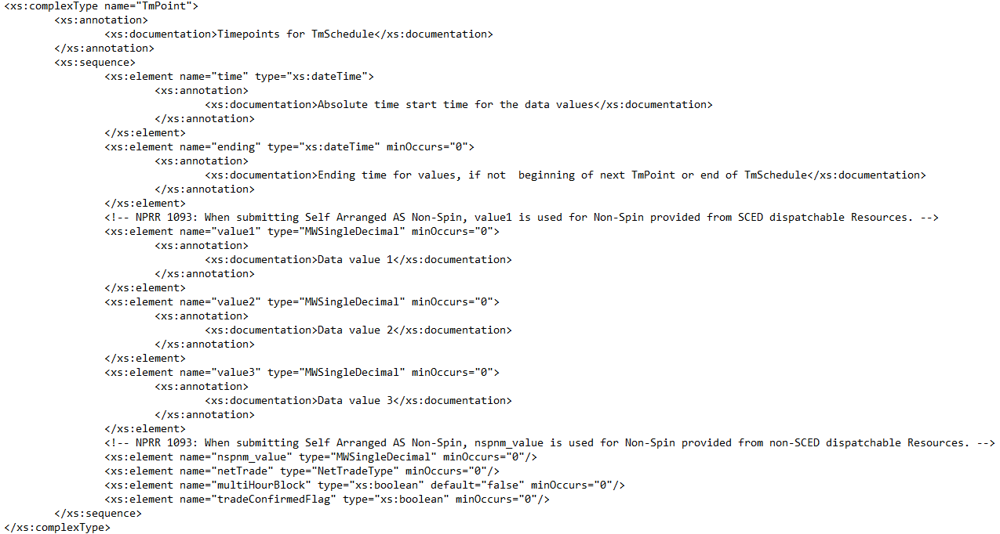 <xs:complexType name="TmPoint">
<xs:annotation>
<xs:documentation>Timepoints for TmSchedule</xs:documentation>
</xs:annotation>
<xs:sequence>
<xs:element name="time" type="xs:dateTime">
<xs:annotation>
<xs:documentation>Absolute time start time for the data values</xs:documentation>
</xs:annotation>
</xs:element>
<xs:element name="ending" type="xs:dateTime" minOccurs="0">
<xs:annotation>
<xs:documentation>Ending time for values, if not  beginning of next TmPoint or end of TmSchedule</xs:documentation>
</xs:annotation>
</xs:element>
<!-- NPRR 1093: When submitting Self Arranged AS Non-Spin, value1 is used for Non-Spin provided from SCED dispatchable Resources. -->
<xs:element name="value1" type="MWSingleDecimal" minOccurs="0">
<xs:annotation>
<xs:documentation>Data value 1</xs:documentation>
</xs:annotation>
</xs:element>
<xs:element name="value2" type="MWSingleDecimal" minOccurs="0">
<xs:annotation>
<xs:documentation>Data value 2</xs:documentation>
</xs:annotation>
</xs:element>
<xs:element name="value3" type="MWSingleDecimal" minOccurs="0">
<xs:annotation>
<xs:documentation>Data value 3</xs:documentation>
</xs:annotation>
</xs:element>
<!-- NPRR 1093: When submitting Self Arranged AS Non-Spin, nspnm_value is used for Non-Spin provided from non-SCED dispatchable Resources. -->
<xs:element name="nspnm_value" type="MWSingleDecimal" minOccurs="0"/>
<xs:element name="netTrade" type="NetTradeType" minOccurs="0"/>
<xs:element name="multiHourBlock" type="xs:boolean" default="false" minOccurs="0"/>
<xs:element name="tradeConfirmedFlag" type="xs:boolean" minOccurs="0"/>
</xs:sequence>
</xs:complexType>